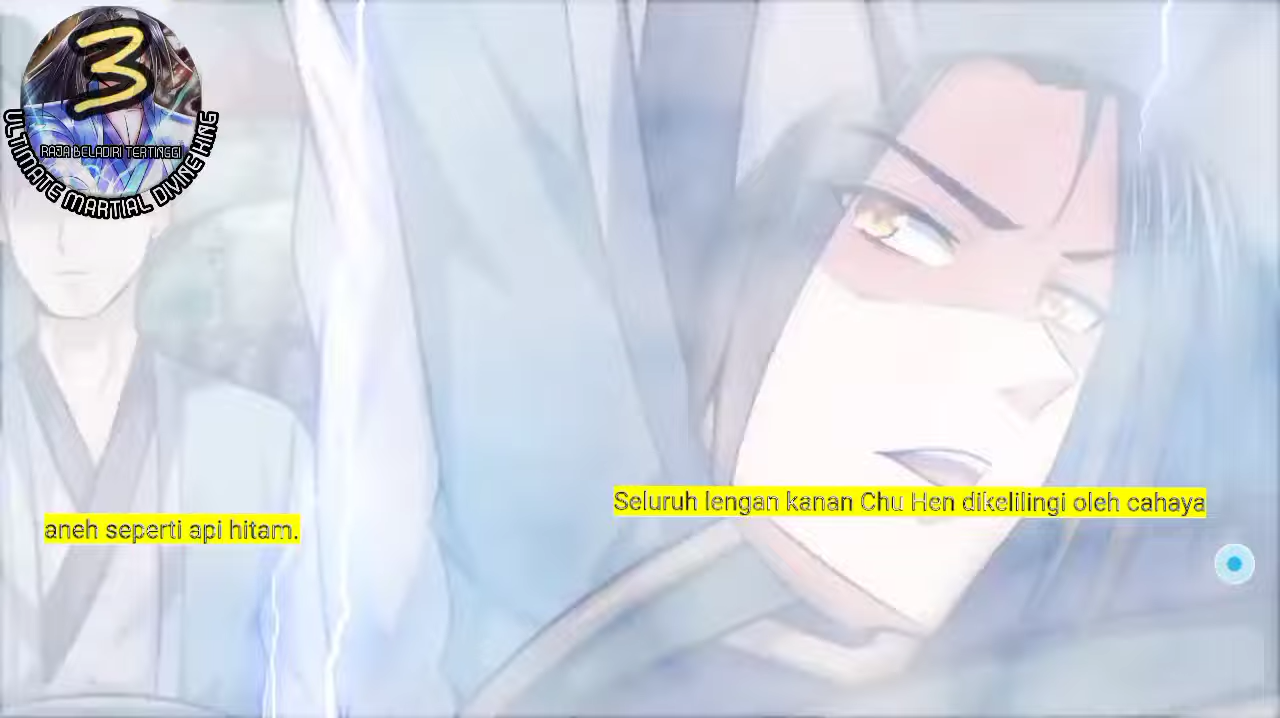 3
RAJA BELADIRI TERTINGGI
ULTIMATE MARTIAL DIVINE KING
Seluruh lengan kanan Chu Hen dikelilingi oleh cahaya
aneh seperti api hitam.